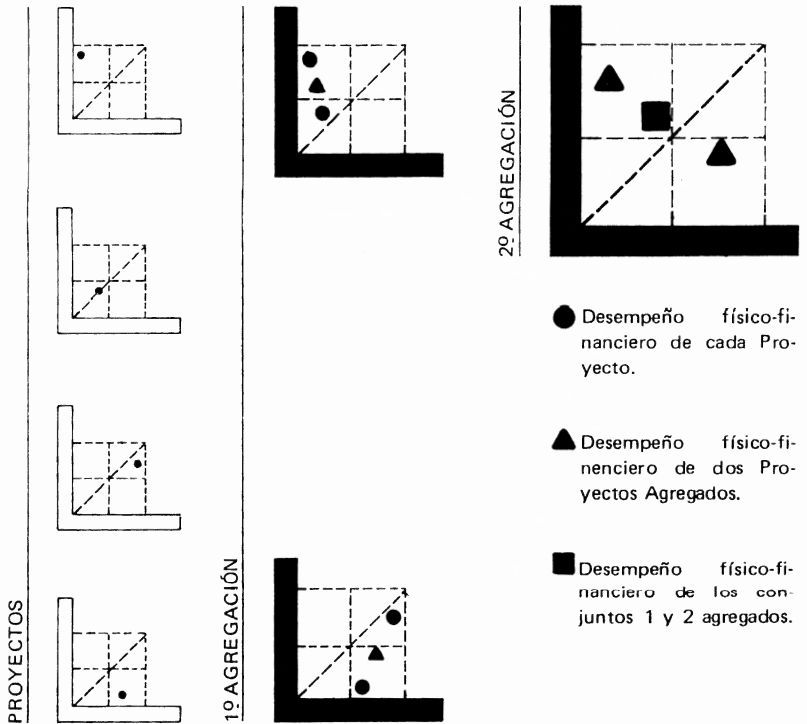 PROYECTOS
1º AGREGACIÓN
2º AGREGACIÓN
Desempeño físico-fi-
nanciero de cada Pro-
yecto.
Desempeño físico-fi-
nenciero de dos Pro-
yectos Agregados.
Desempeño físico-fi-
nanciero de los con-
juntos 1 y 2 agregados.